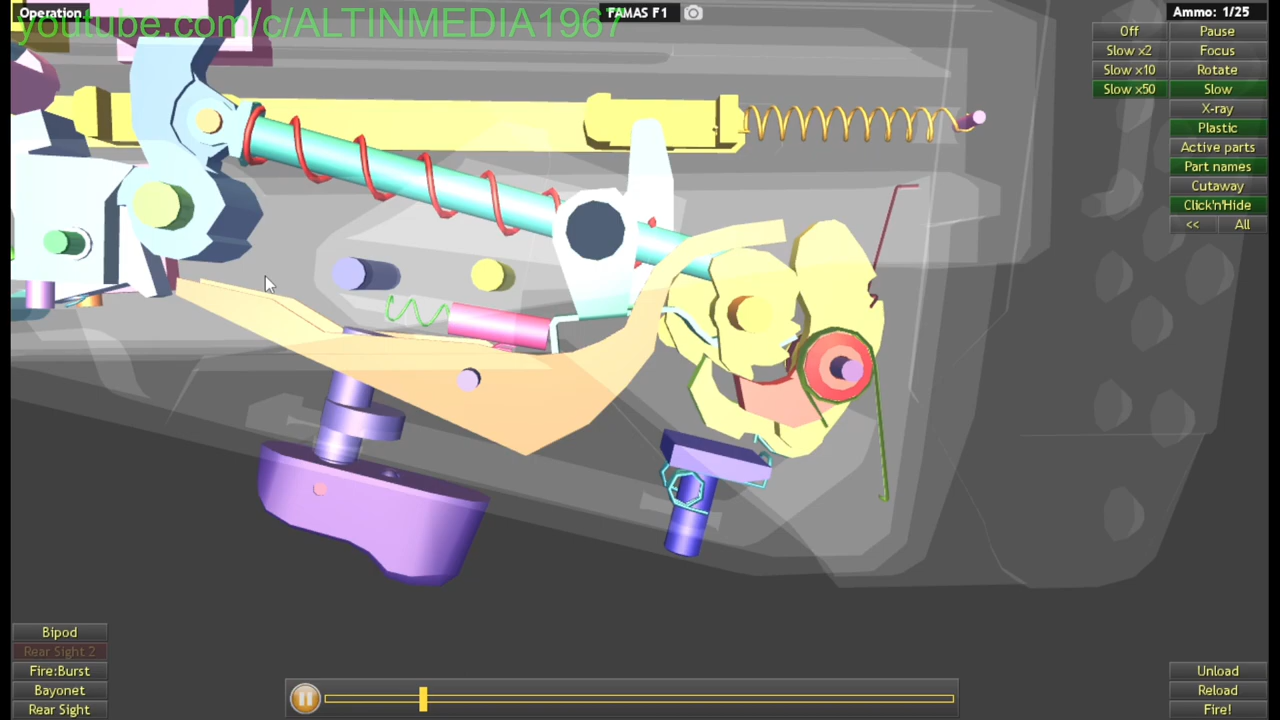 Operation
FAMAS F1
Ammo: 1/25
youtube.com/c/ALTINMEDIA1967
Off
Pause
Slow x2
Focus
Slow x10
Rotate
Slow x50
Slow
X-ray
Plastic
Active parts
Part names
Cutaway
Click'n'Hide
<<
All
Bipod
Rear Sight 2
Fire:Burst
Unload
Bayonet
Reload
Rear Sight
Fire!